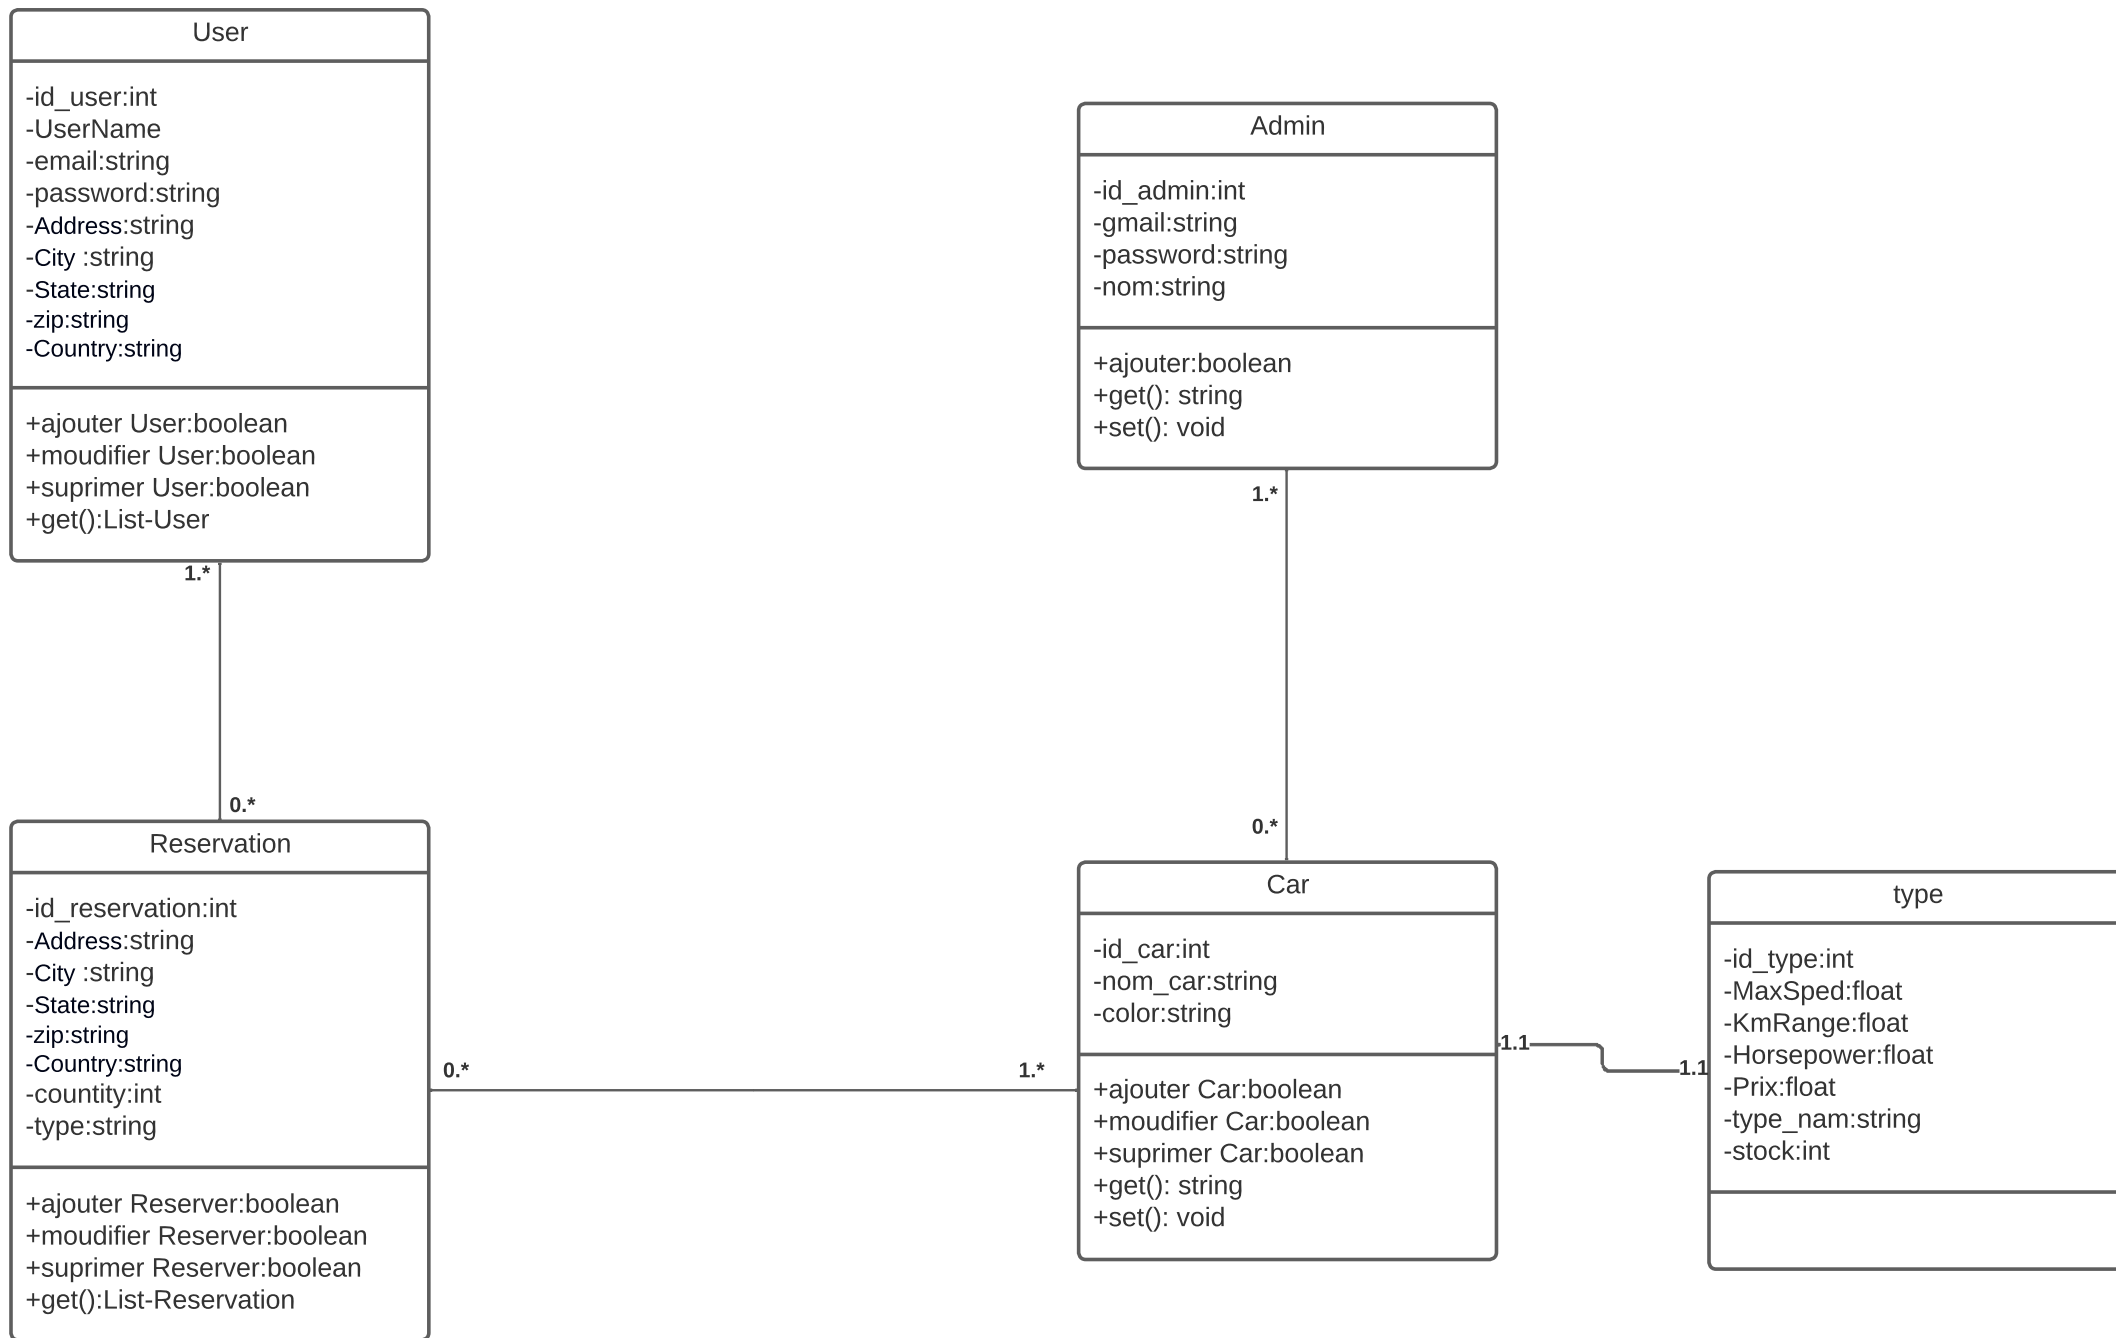 User
-id_user:int
-UserName
-email:string
-password:string
-Address:string
-City :string
-State:string
-zip:string
-Country:string
+ajouter User:boolean
+moudifier User:boolean
+suprimer User:boolean
+get():List-User
1.*
0.*
Reservation
-id_reservation:int
-Address:string
-City :string
-State:string
-zip:string
-Country:string
-countity:int
-type:string
+ajouter Reserver:boolean
+moudifier Reserver:boolean
+suprimer Reserver:boolean
+get():List-Reservation
0.*
1.*
Admin
-id_admin:int
-gmail:string
-password:string
-nom:string
+ajouter:boolean
+get(): string
+set(): void
1.*
0.*
Car
-id_car:int
-nom_car:string
-color:string
+ajouter Car:boolean
+moudifier Car:boolean
+suprimer Car:boolean
+get(): string
+set(): void
1.1
1.1
type
-id_type:int
-MaxSped:float
-KmRange:float
-Horsepower:float
-Prix:float
-type_nam:string
-stock:int